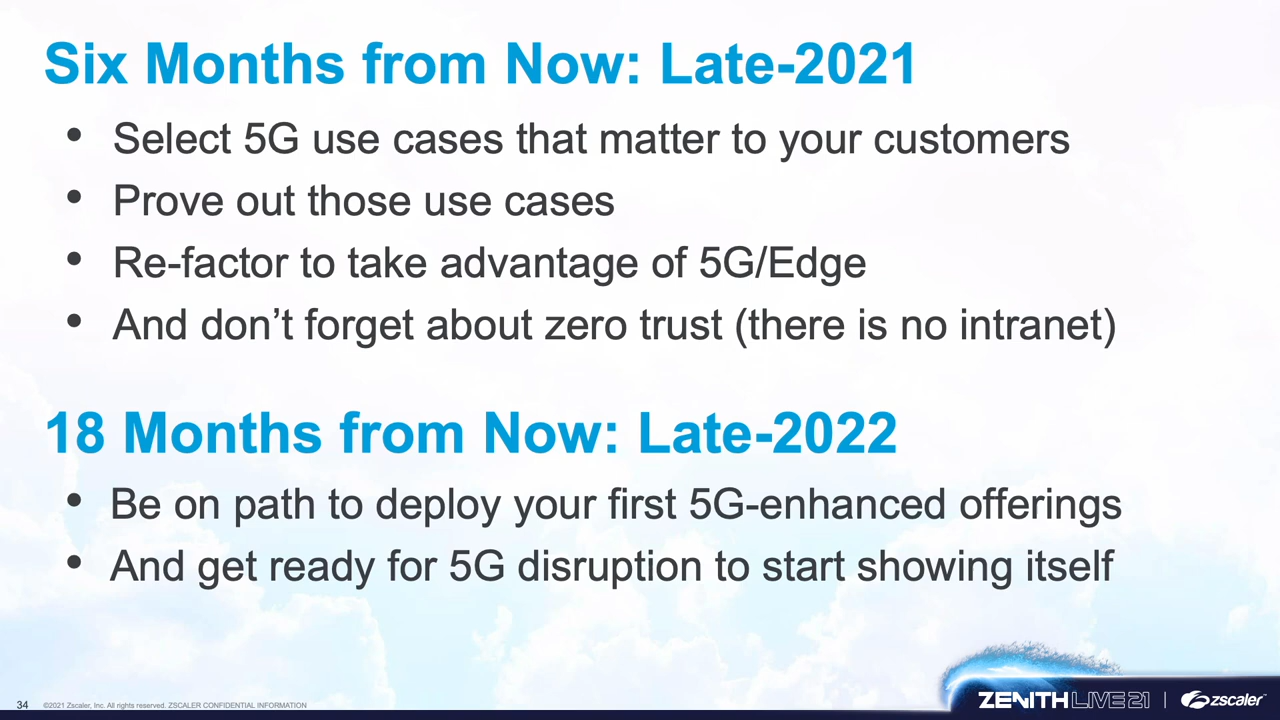 Six Months from Now: Late-2021
• Select 5G use cases that matter to your customers
• Prove out those use cases
• Re-factor to take advantage of 5G/Edge
• And don’t forget about zero trust (there is no intranet)
18 Months from Now: Late-2022
• Be on path to deploy your first 5G-enhanced offerings
• And get ready for 5G disruption to start showing itself
34 ©2021 Zscaler, Inc. All rights reserved. ZSCALER CONFIDENTIAL INFORMATION
ZENITH LIVE 21 | zscaler™